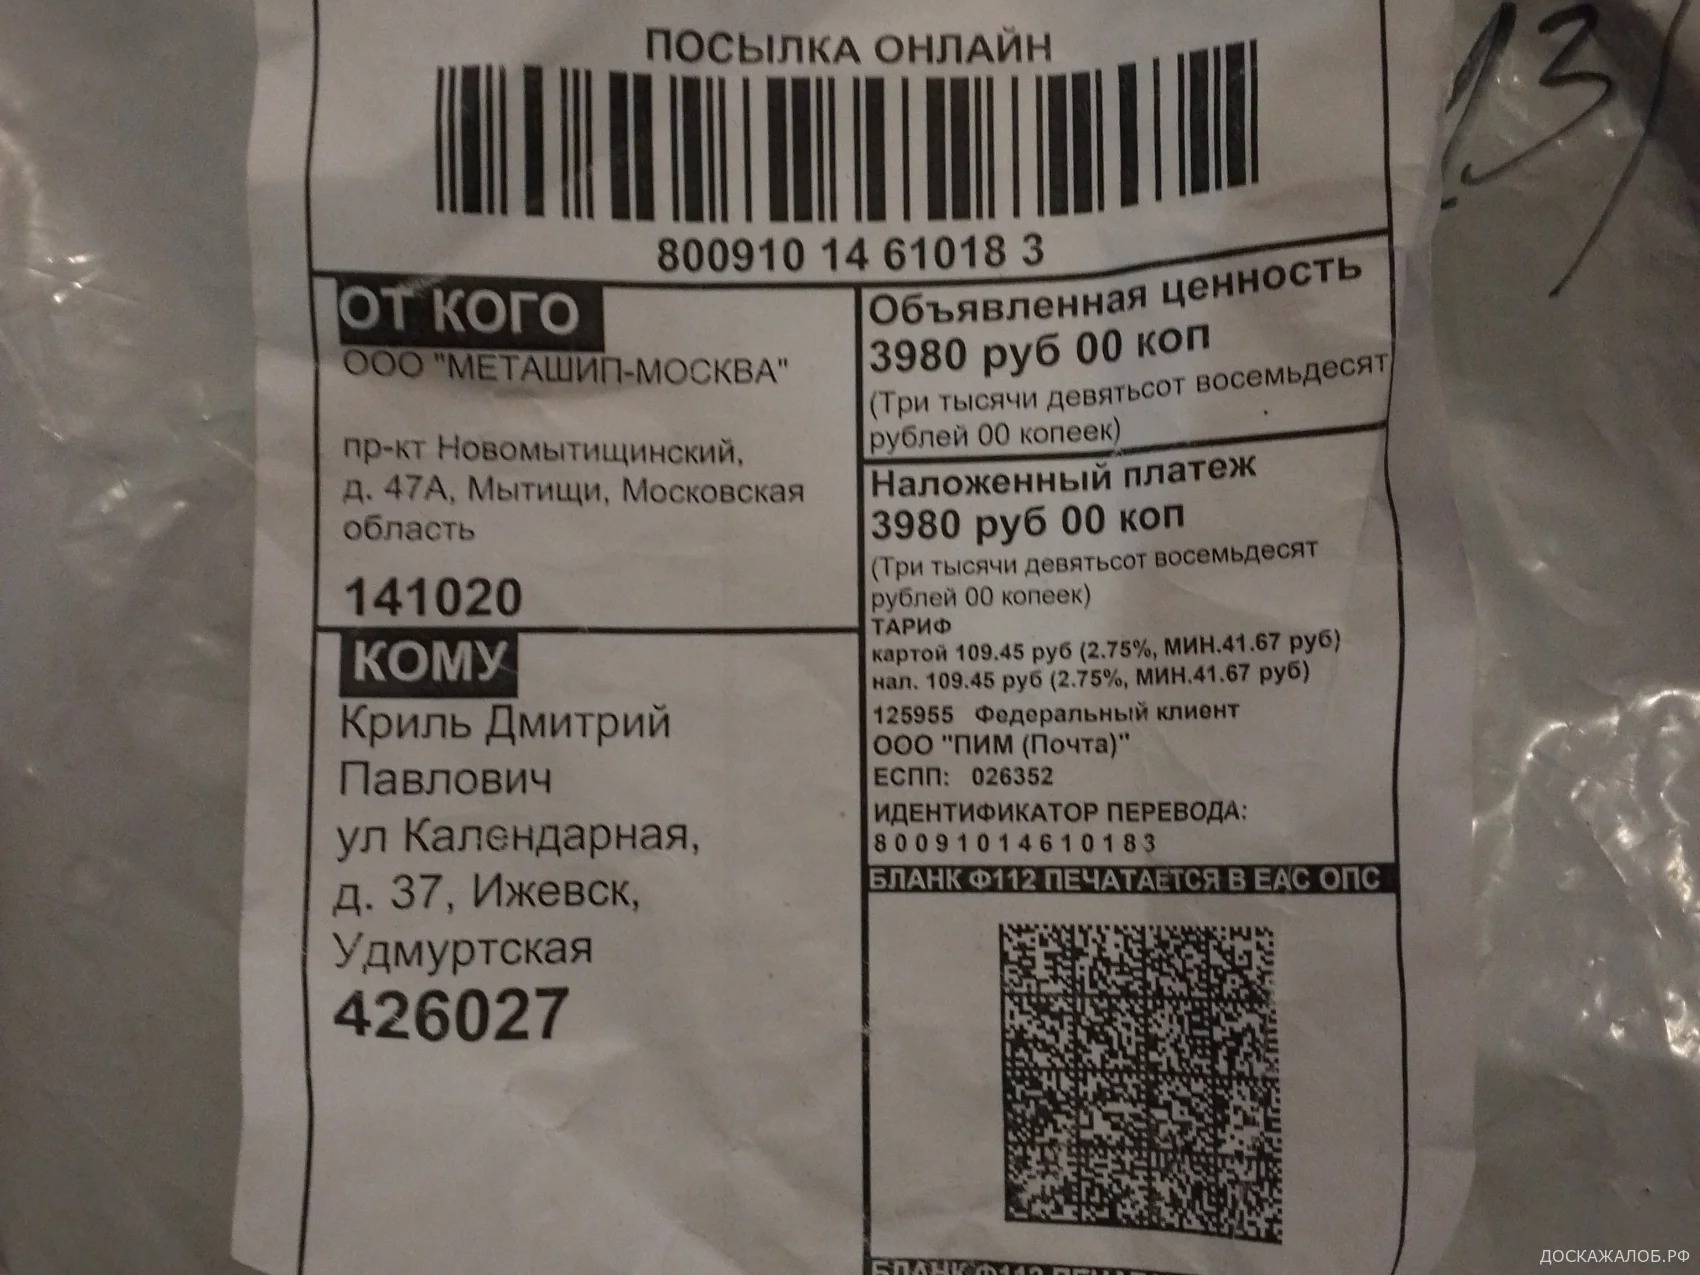 ПОСЫЛКА ОНЛАЙН
800910 14 61018 3
ОТ КОГО
ООО "МЕТАШИП-МОСКВА"
пр-кт Новомытищинский,
д. 47А, Мытищи, Московская
область
141020
КОМУ
Криль Дмитрий
Павлович
ул Календарная,
д. 37, Ижевск,
Удмуртская
426027
Объявленная ценность
3980 руб 00 коп
(Три тысячи девятьсот восемьдесят
рублей 00 копеек)
Наложенный платеж
3980 руб 00 коп
(Три тысячи девятьсот восемьдесят
рублей 00 копеек)
ТАРИФ
картой 109.45 руб (2.75%, МИН.41.67 руб)
нал. 109.45 руб (2.75%, МИН.41.67 руб)
125955 Федеральный клиент
ООО "ПИМ (Почта)"
ЕСПП: 026352
ИДЕНТИФИКАТОР ПЕРЕВОДА:
80091014610183
БЛАНК Ф112 ПЕЧАТАЕТСЯ В ЕАС ОПС
БЛАНК Ф112
ДОСКАЖАЛОБ.РФ